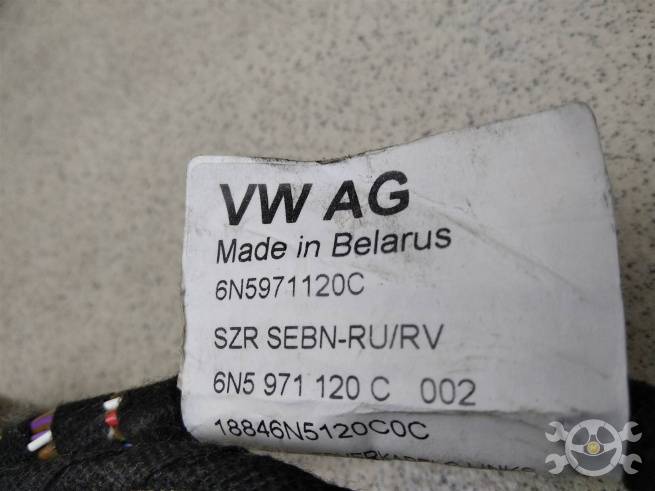 VW AG
Made in Belarus
6N5971120C
SZR SEBN-RU/RV
6N5 971 120 C 002
18846N5120C0C